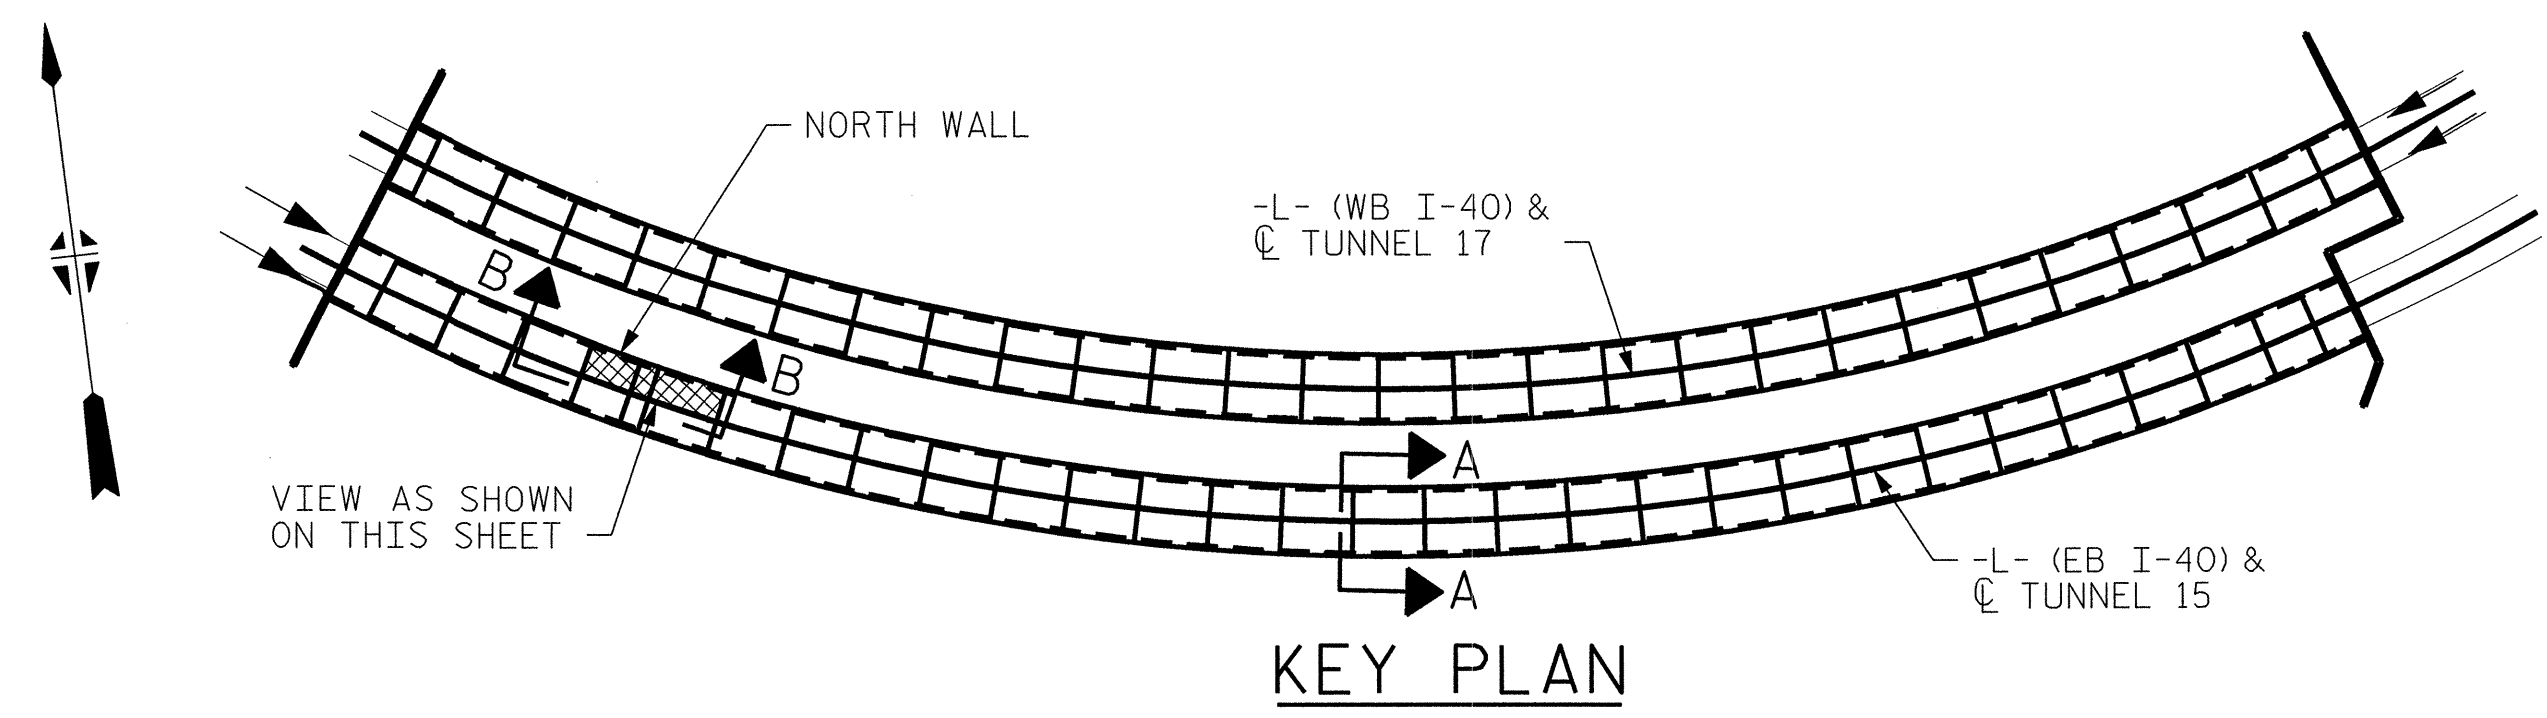 NORTH WALL
-L- (WB I-40) &
℄ TUNNEL 17
B
B
A
VIEW AS SHOWN
ON THIS SHEET
A
-L- (EB I-40) &
℄ TUNNEL 15
KEY PLAN